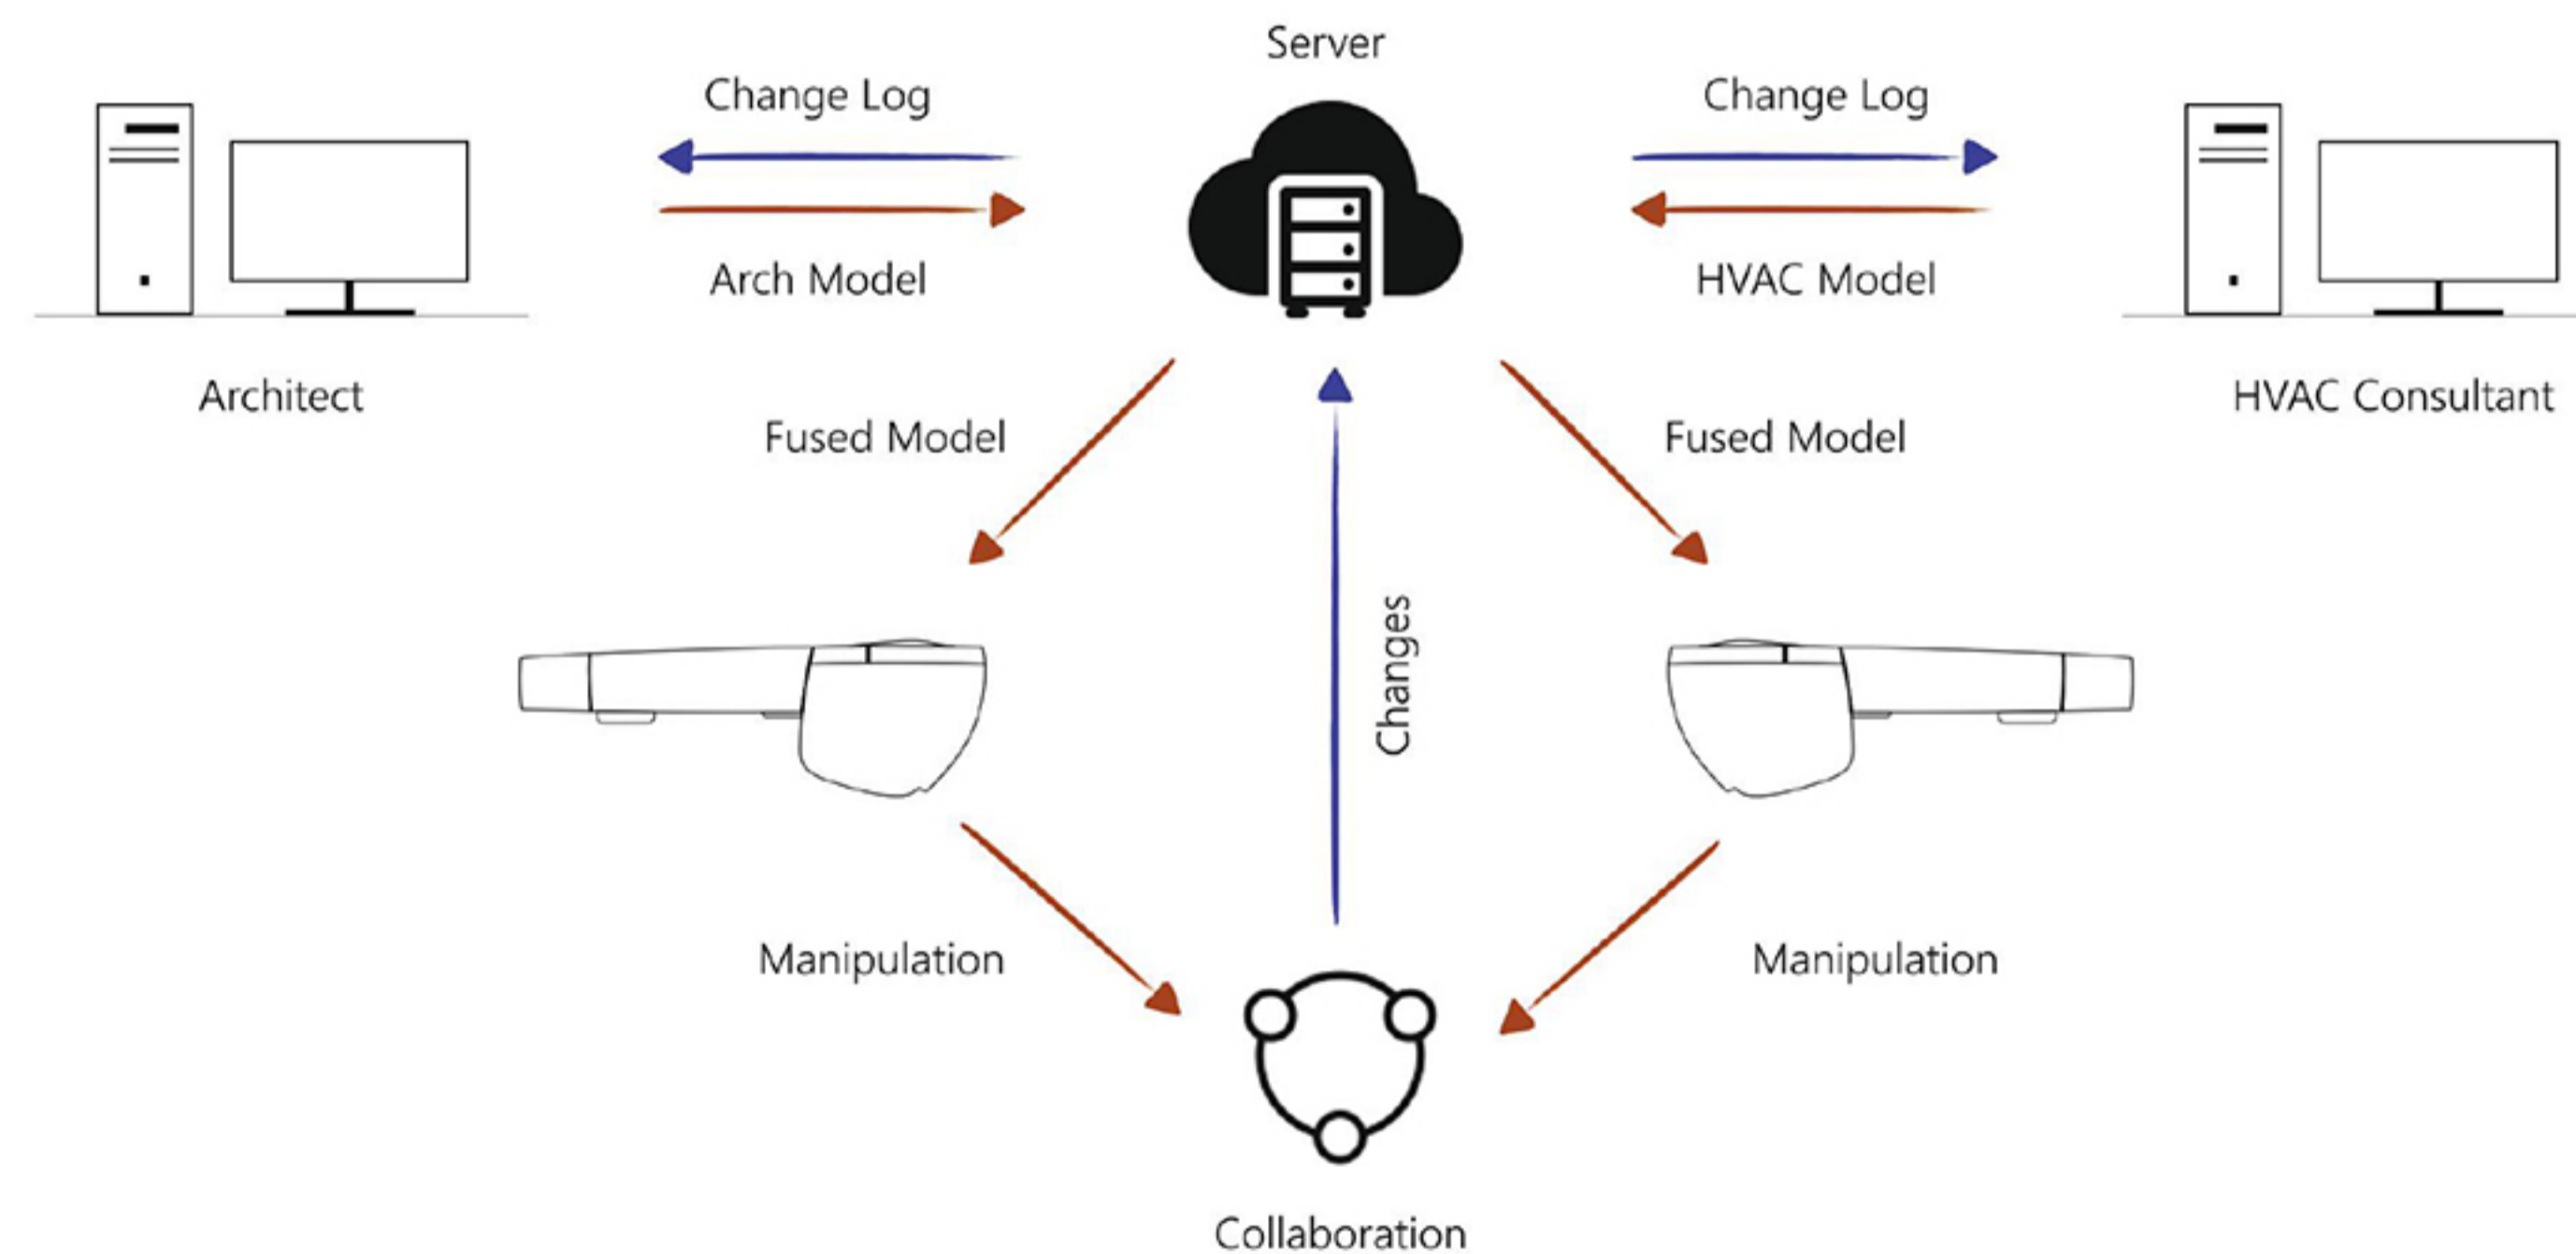 Server
Change Log
Change Log
Arch Model
HVAC Model
Architect
HVAC Consultant
Fused Model
Fused Model
Changes
Manipulation
Manipulation
Collaboration